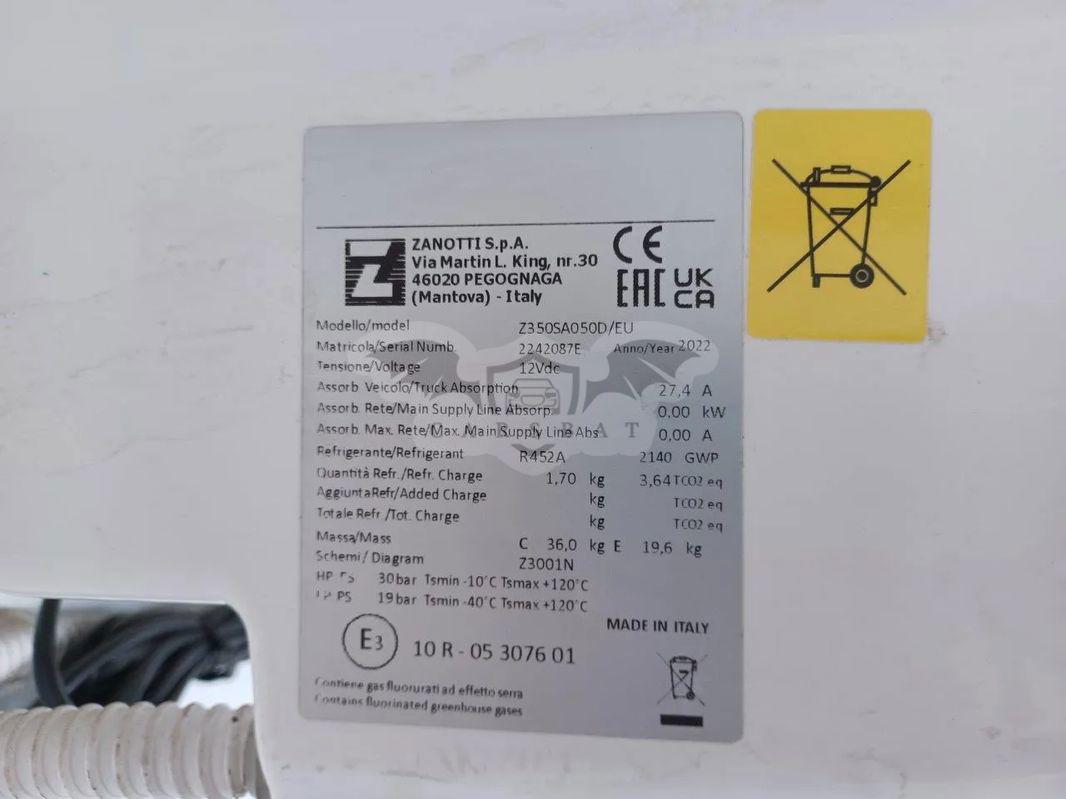 ZANOTTI S.p.A.
Via Martin L. King, nr.30
46020 PEGOGNAGA
(Mantova) - Italy
CE
EAC UK CA
Modello/model Z350SA050D/EU
Matricola/Serial Numb. 2242087E Anno/Year 2022
Tensione/Voltage 12Vdc
Assorb Veicolo/Truck Absorption 27,4 A
Assorb. Rete/Main Supply Line Absorp. 0,00 kW
Assorb. Max. Rete/Max. Main Supply Line Abs 0,00 A
CARSBAT
Refrigerante/Refrigerant R452A 2140 GWP
Quantità Refr./Refr. Charge 1,70 kg 3,64 TCO2 eq
Aggiunta Refr/Added Charge kg TCO2 eq
Totale Refr /Tot. Charge kg TCO2 eq
Massa/Mass C 36,0 kg E 19,6 kg
Schemi/ Diagram Z3001N
HP PS 30bar Tsmin -10°C Tsmax +120°C
LP PS 19bar Tsmin -40°C Tsmax +120°C
MADE IN ITALY
E3 10 R - 05 3076 01
Contiene gas fluorurati ad effetto serra
Contains fluorinated greenhouse gases